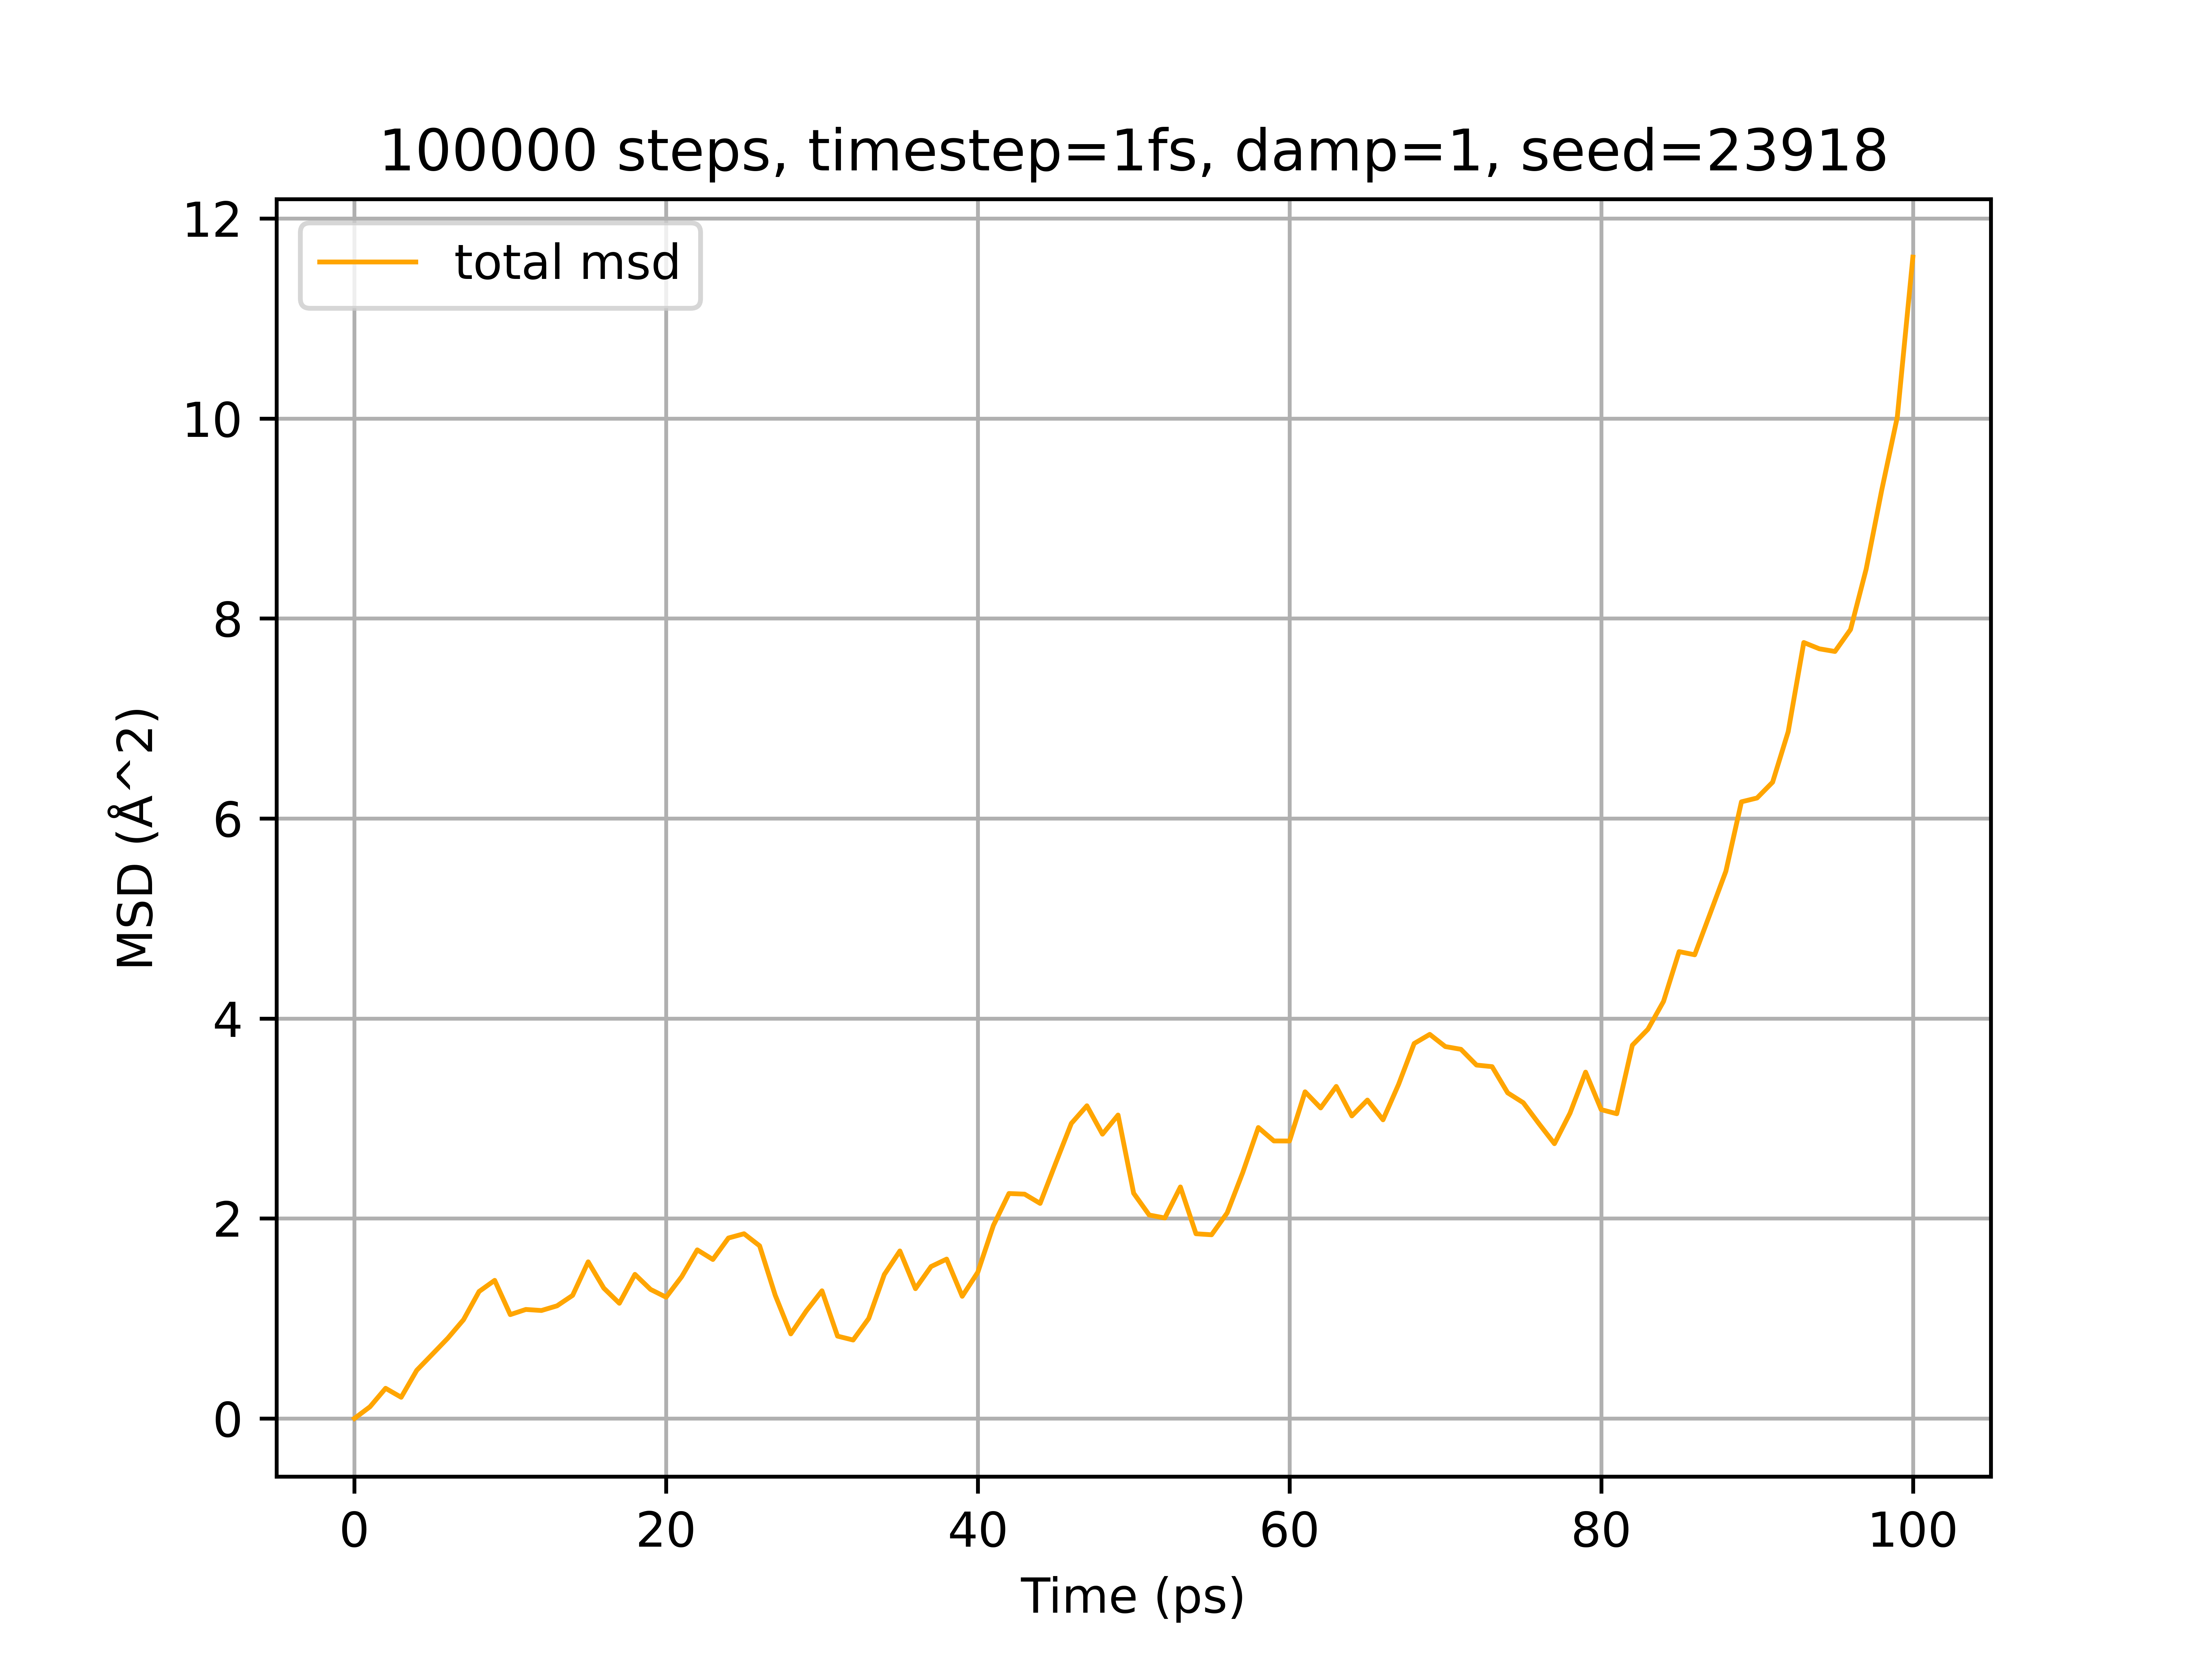 100000 steps, timestep=1fs, damp=1, seed=23918
total msd
MSD (Å^2)
12
10
8
6
4
2
0
0 20 40 60 80 100
Time (ps)